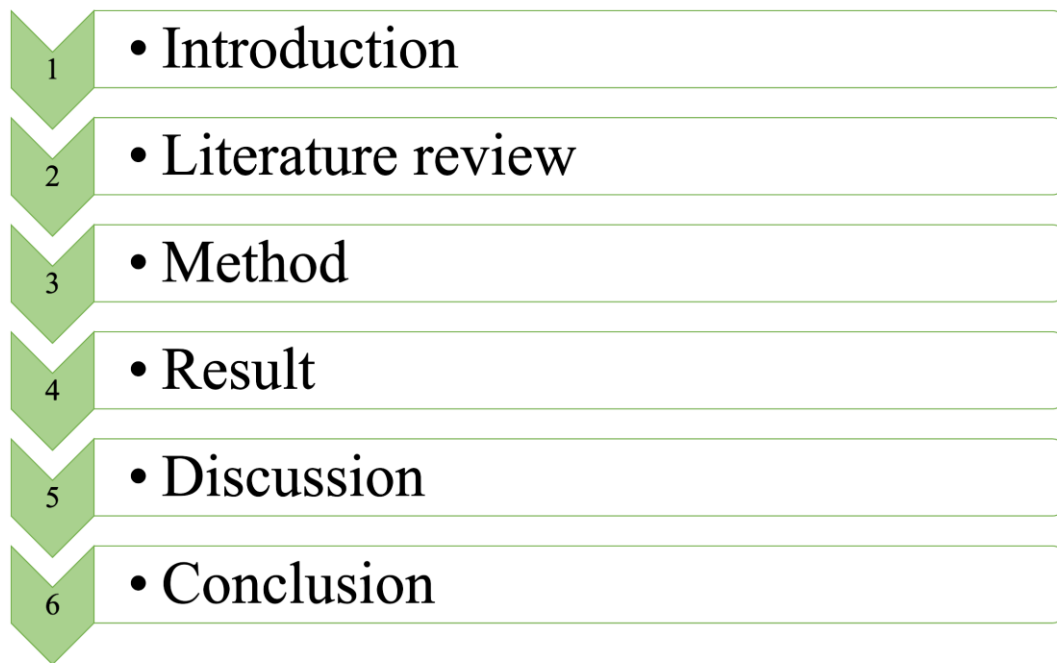 1
• Introduction
2
• Literature review
3
• Method
4
• Result
5
• Discussion
6
• Conclusion